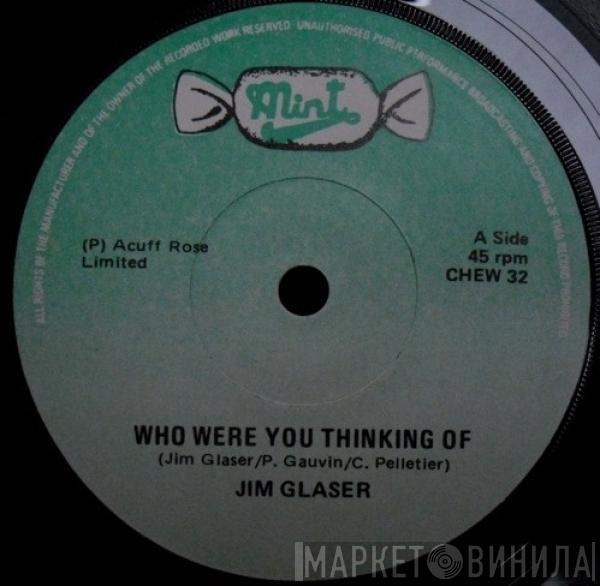 ALL RIGHTS OF THE MANUFACTURER AND OF THE OWNER OF THE RECORDED WORK RESERVED. UNAUTHORISED PUBLIC PERFORMANCE BROADCASTING AND COPYING OF THIS RECORD PROHIBITED
Mint
(P) Acuff Rose
Limited
A Side
45 rpm
CHEW 32
WHO WERE YOU THINKING OF
(Jim Glaser/P. Gauvin/C. Pelletier)
JIM GLASER
МАРКЕТ ВИНИЛА